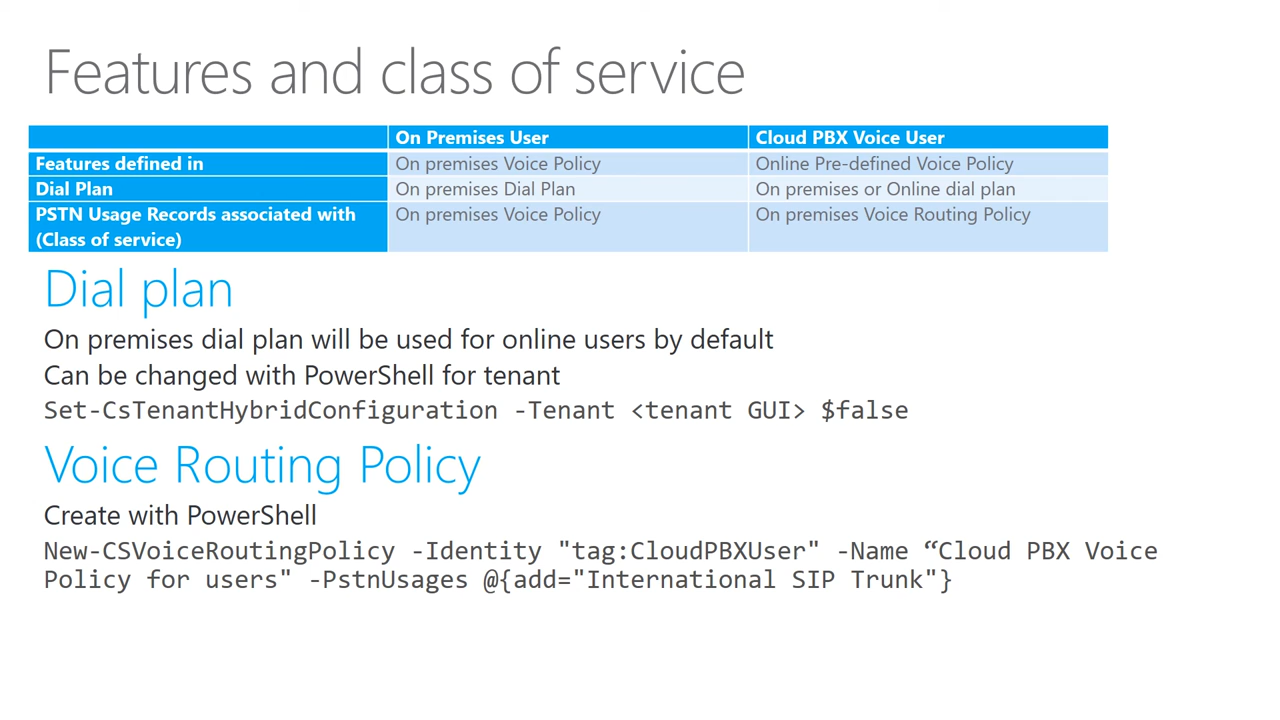 Features and class of service
On Premises User Cloud PBX Voice User
Features defined in On premises Voice Policy Online Pre-defined Voice Policy
Dial Plan On premises Dial Plan On premises or Online dial plan
PSTN Usage Records associated with On premises Voice Policy On premises Voice Routing Policy
(Class of service)
Dial plan
On premises dial plan will be used for online users by default
Can be changed with PowerShell for tenant
Set-CsTenantHybridConfiguration -Tenant <tenant GUI> $false
Voice Routing Policy
Create with PowerShell
New-CSVoiceRoutingPolicy -Identity "tag:CloudPBXUser" -Name “Cloud PBX Voice
Policy for users" -PstnUsages @{add="International SIP Trunk"}